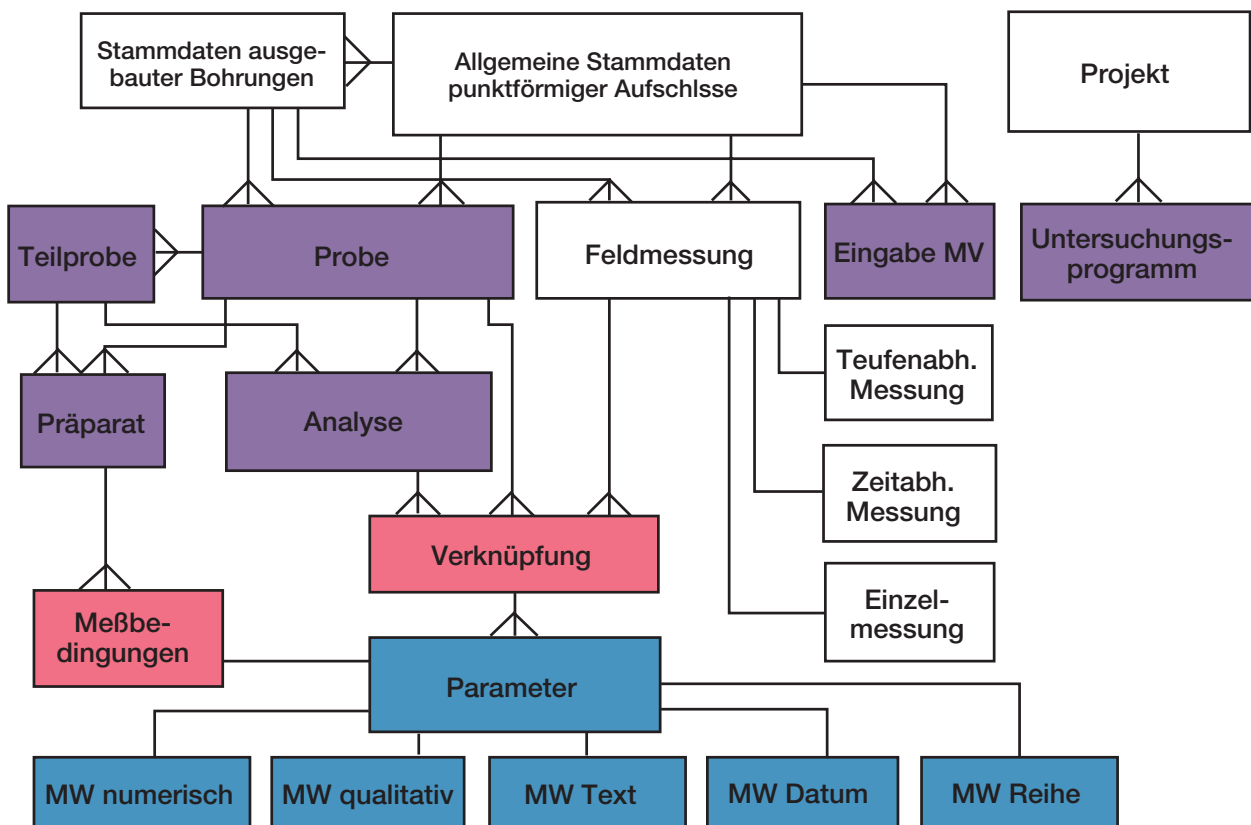 Stammdaten ausge-
bauter Bohrungen
Allgemeine Stammdaten
punktförmiger Aufschlsse
Projekt
Teilprobe
Probe
Feldmessung
Eingabe MV
Untersuchungs-
programm
Teufenabh.
Messung
Präparat
Analyse
Zeitabh.
Messung
Verknüpfung
Einzel-
messung
Meßbe-
dingungen
Parameter
MW numerisch
MW qualitativ
MW Text
MW Datum
MW Reihe